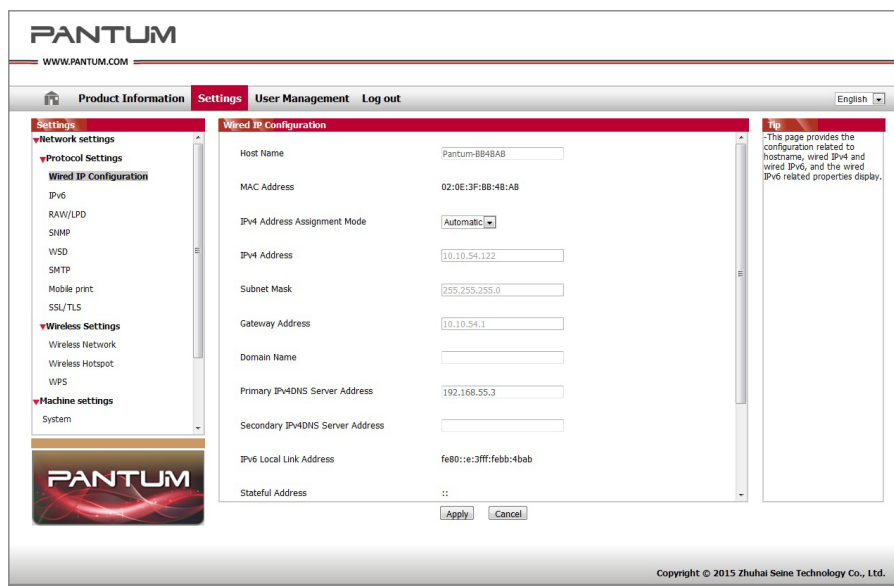 PANTUM
WWW.PANTUM.COM
Product Information Settings User Management Log out English
Settings
Network settings
Protocol Settings
Wired IP Configuration
IPv6
RAW/LPD
SNMP
WSD
SMTP
Mobile print
SSL/TLS
Wireless Settings
Wireless Network
Wireless Hotspot
WPS
Machine settings
System
PANTUM
Wired IP Configuration
Host Name Pantum-BB4BAB
MAC Address 02:0E:3F:BB:4B:AB
IPv4 Address Assignment Mode Automatic
IPv4 Address 10.10.54.122
Subnet Mask 255.255.255.0
Gateway Address 10.10.54.1
Domain Name
Primary IPv4DNS Server Address 192.168.55.3
Secondary IPv4DNS Server Address
IPv6 Local Link Address fe80::e:3fff:febb:4bab
Stateful Address ::
Apply Cancel
Tip
-This page provides the
configuration related to
hostname, wired IPv4 and
wired IPv6, and the wired
IPv6 related properties display.
Copyright © 2015 Zhuhai Seine Technology Co., Ltd.